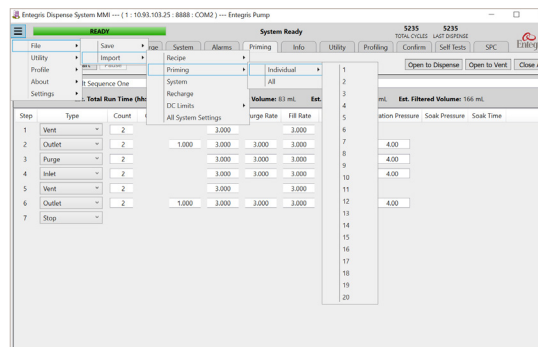 Entegris Dispense System MMI --- ( 1 : 10.93.103.25 : 8888 : COM2 ) --- Entegris Pump
READY
System Ready
5235 5235
TOTAL CYCLES LAST DISPENSE
File Save System Alarms Priming Info Utility Profiling Confirm Self Tests SPC
Utility Import Recipe
Profile Priming Individual 1 Open to Dispense Open to Vent Close
About System All 2
Settings Recharge 3
DC Limits 4
All System Settings 5
Sequence One
Total Run Time Volume: 83 mL Est. mL Est. Filtered Volume: 166 mL
Step Type Count Purge Rate Fill Rate Pressure Soak Pressure Soak Time
1 Vent 2 3.000 3.000 6
2 Outlet 2 1.000 3.000 3.000 3.000 7 4.00
8
3 Purge 2 3.000 3.000 3.000 9 4.00
4 Inlet 2 3.000 3.000 3.000 10 4.00
11
5 Vent 2 3.000 3.000 12
6 Outlet 2 1.000 3.000 3.000 3.000 13 4.00
7 Stop 14
15
16
17
18
19
20